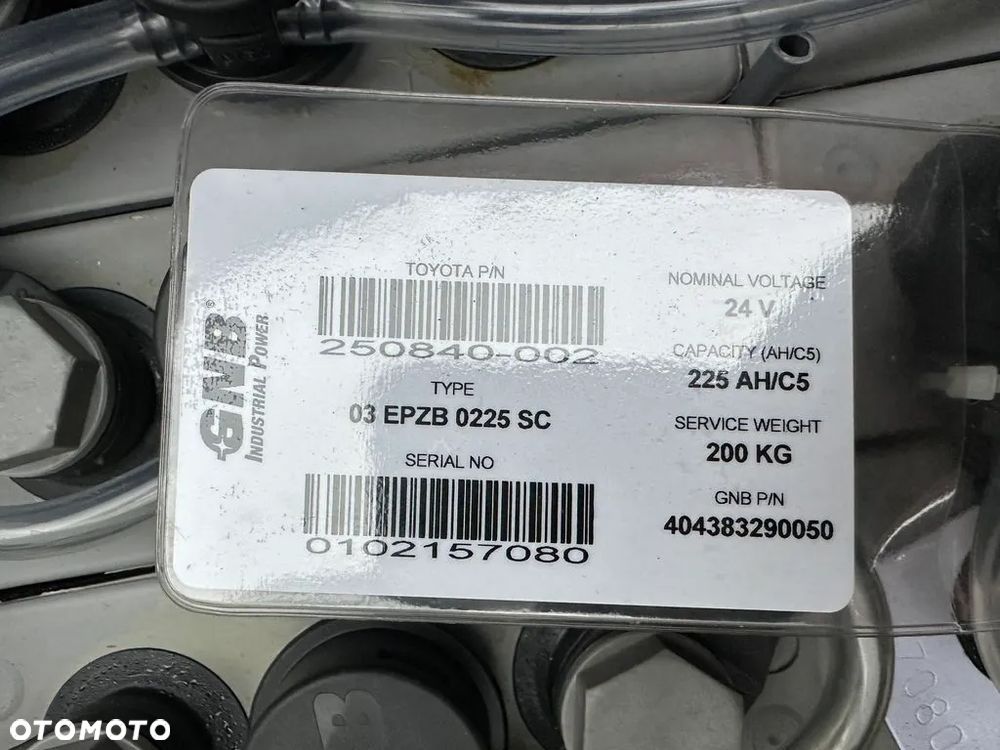 GNB®
INDUSTRIAL POWER
TOYOTA P/N
250840-002
TYPE
03 EPZB 0225 SC
SERIAL NO
0102157080
NOMINAL VOLTAGE
24 V
CAPACITY (AH/C5)
225 AH/C5
SERVICE WEIGHT
200 KG
GNB P/N
404383290050
B
OTOMOTO